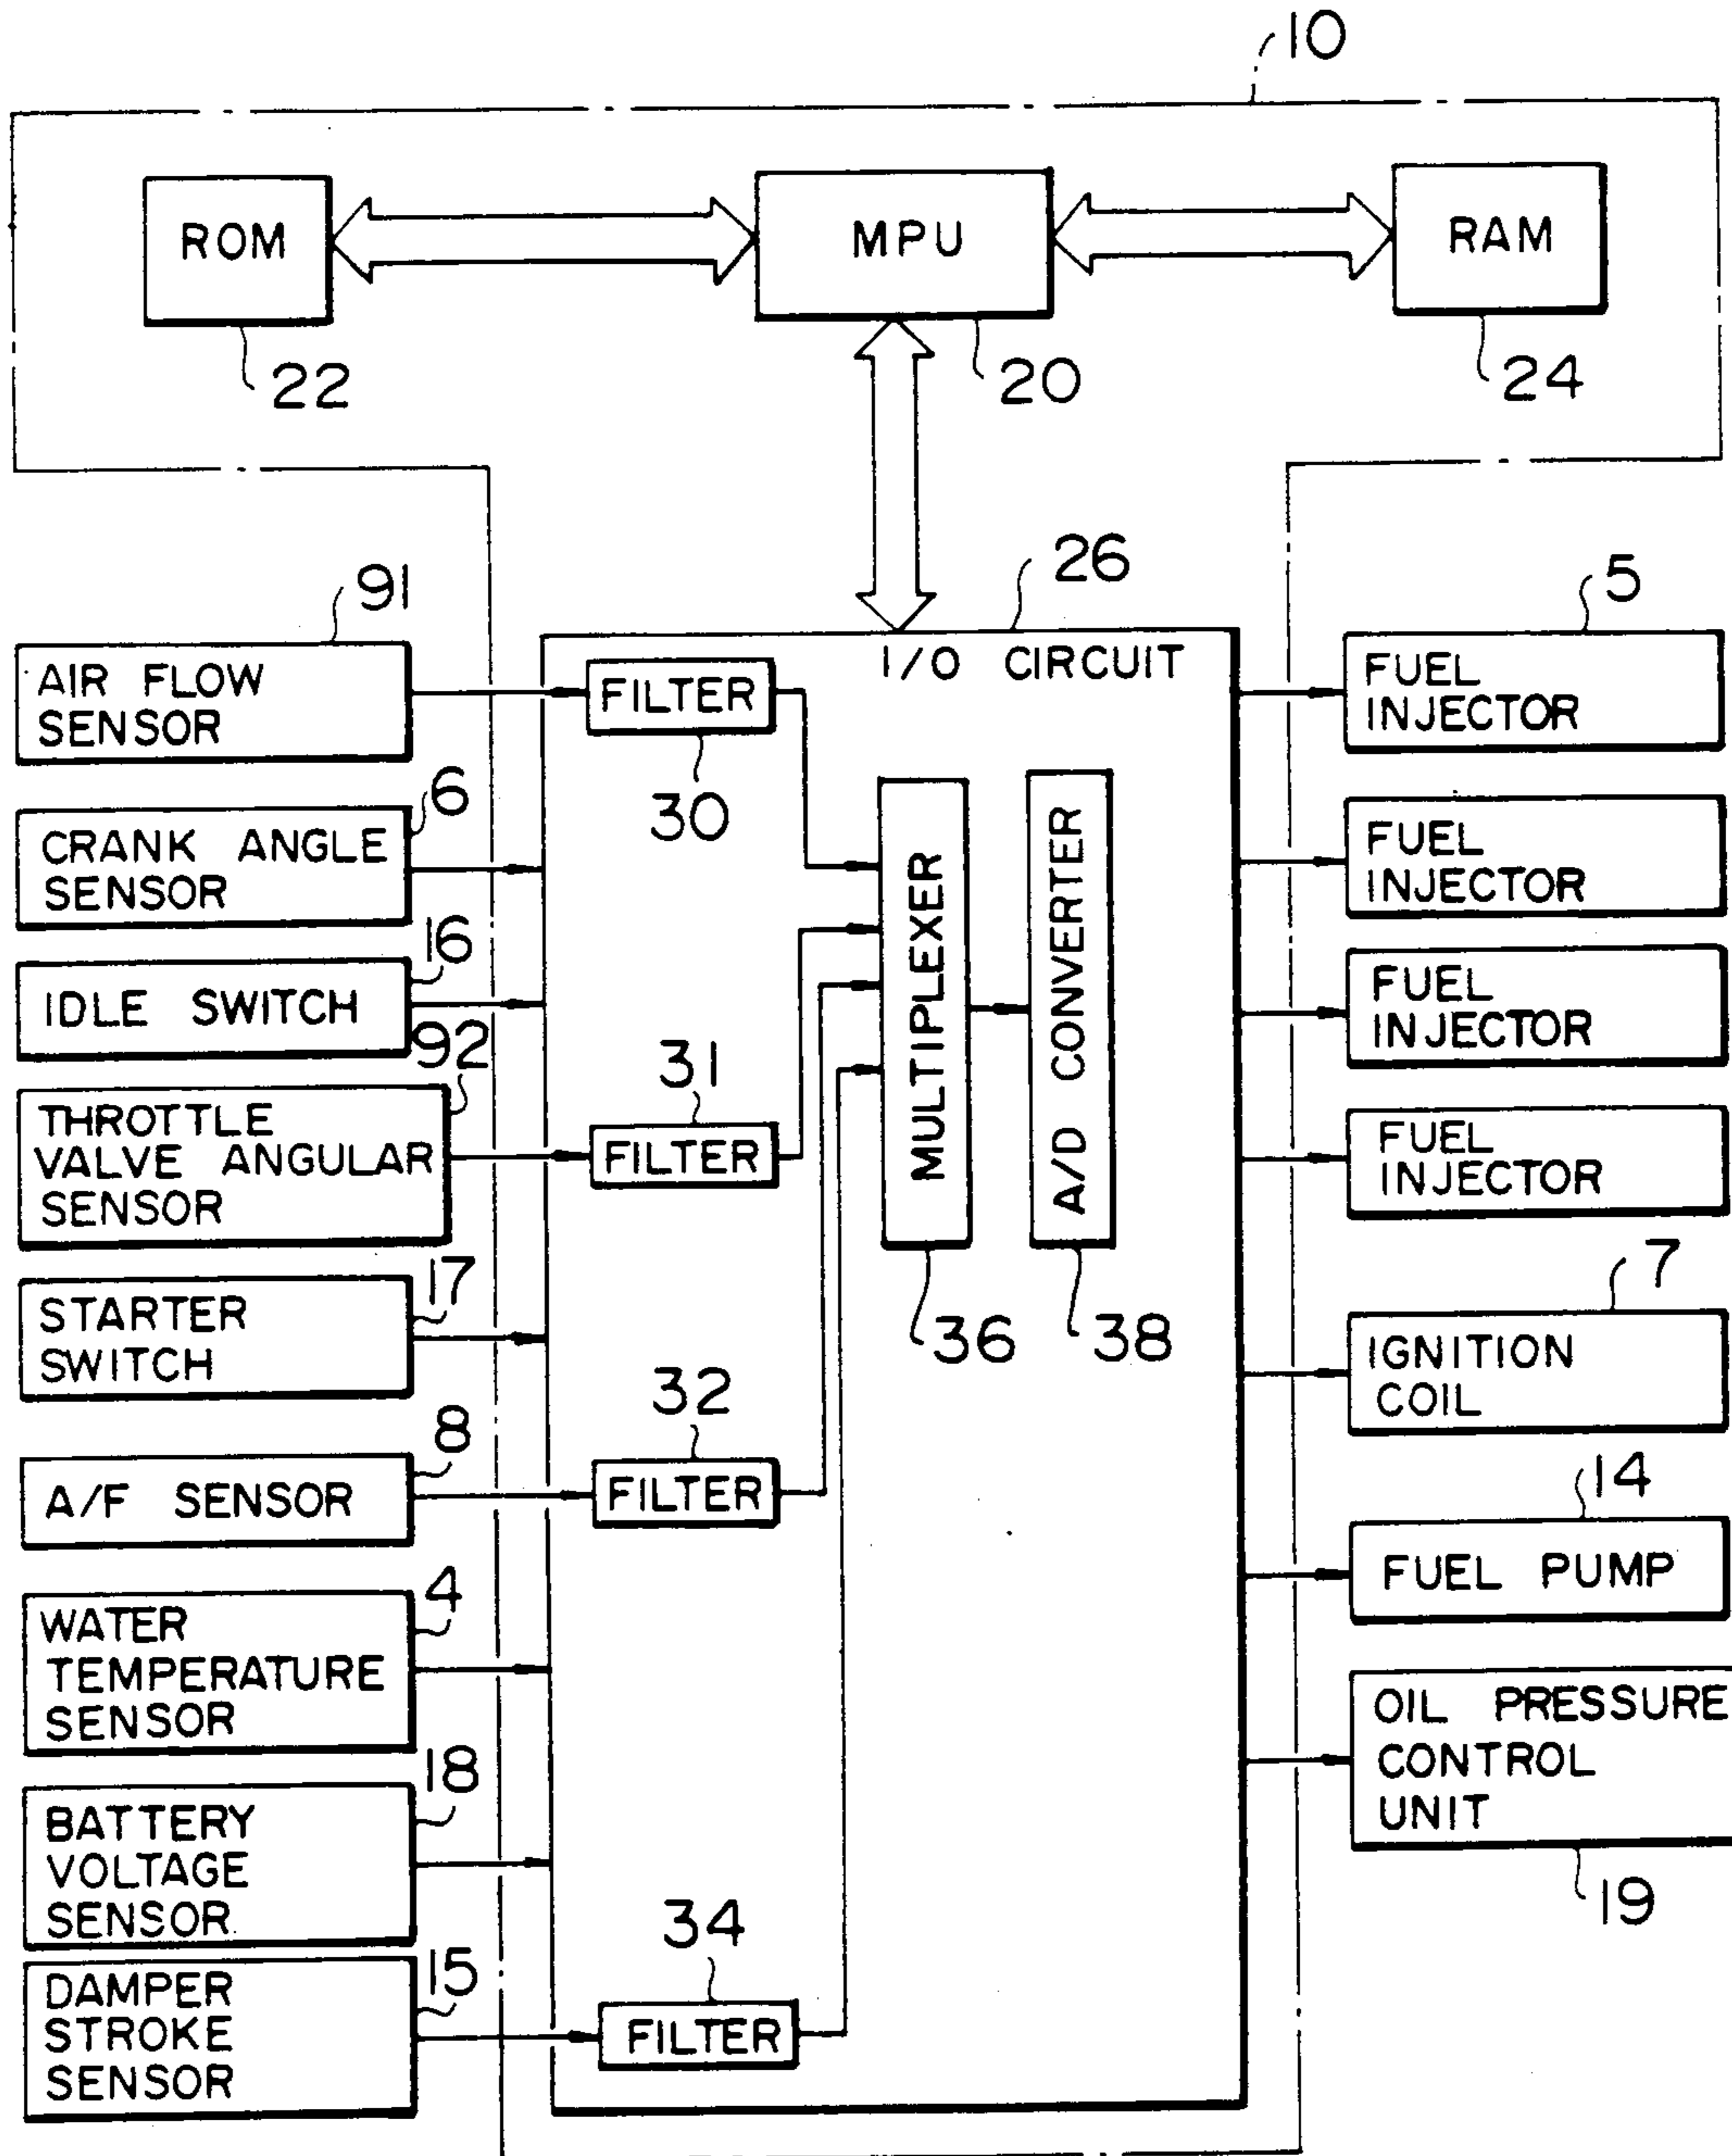 10
ROM
MPU
RAM
22
20
24
91
26
5
AIR FLOW
SENSOR
FILTER
I/O CIRCUIT
FUEL
INJECTOR
30
6
CRANK ANGLE
SENSOR
FUEL
INJECTOR
16
IDLE SWITCH
MULTIPLEXER
A/D CONVERTER
FUEL
INJECTOR
92
31
THROTTLE
VALVE ANGULAR
SENSOR
FILTER
FUEL
INJECTOR
17
36
38
7
STARTER
SWITCH
IGNITION
COIL
8
32
A/F SENSOR
FILTER
14
FUEL PUMP
4
WATER
TEMPERATURE
SENSOR
OIL PRESSURE
CONTROL
UNIT
18
19
BATTERY
VOLTAGE
SENSOR
34
15
DAMPER
STROKE
SENSOR
FILTER